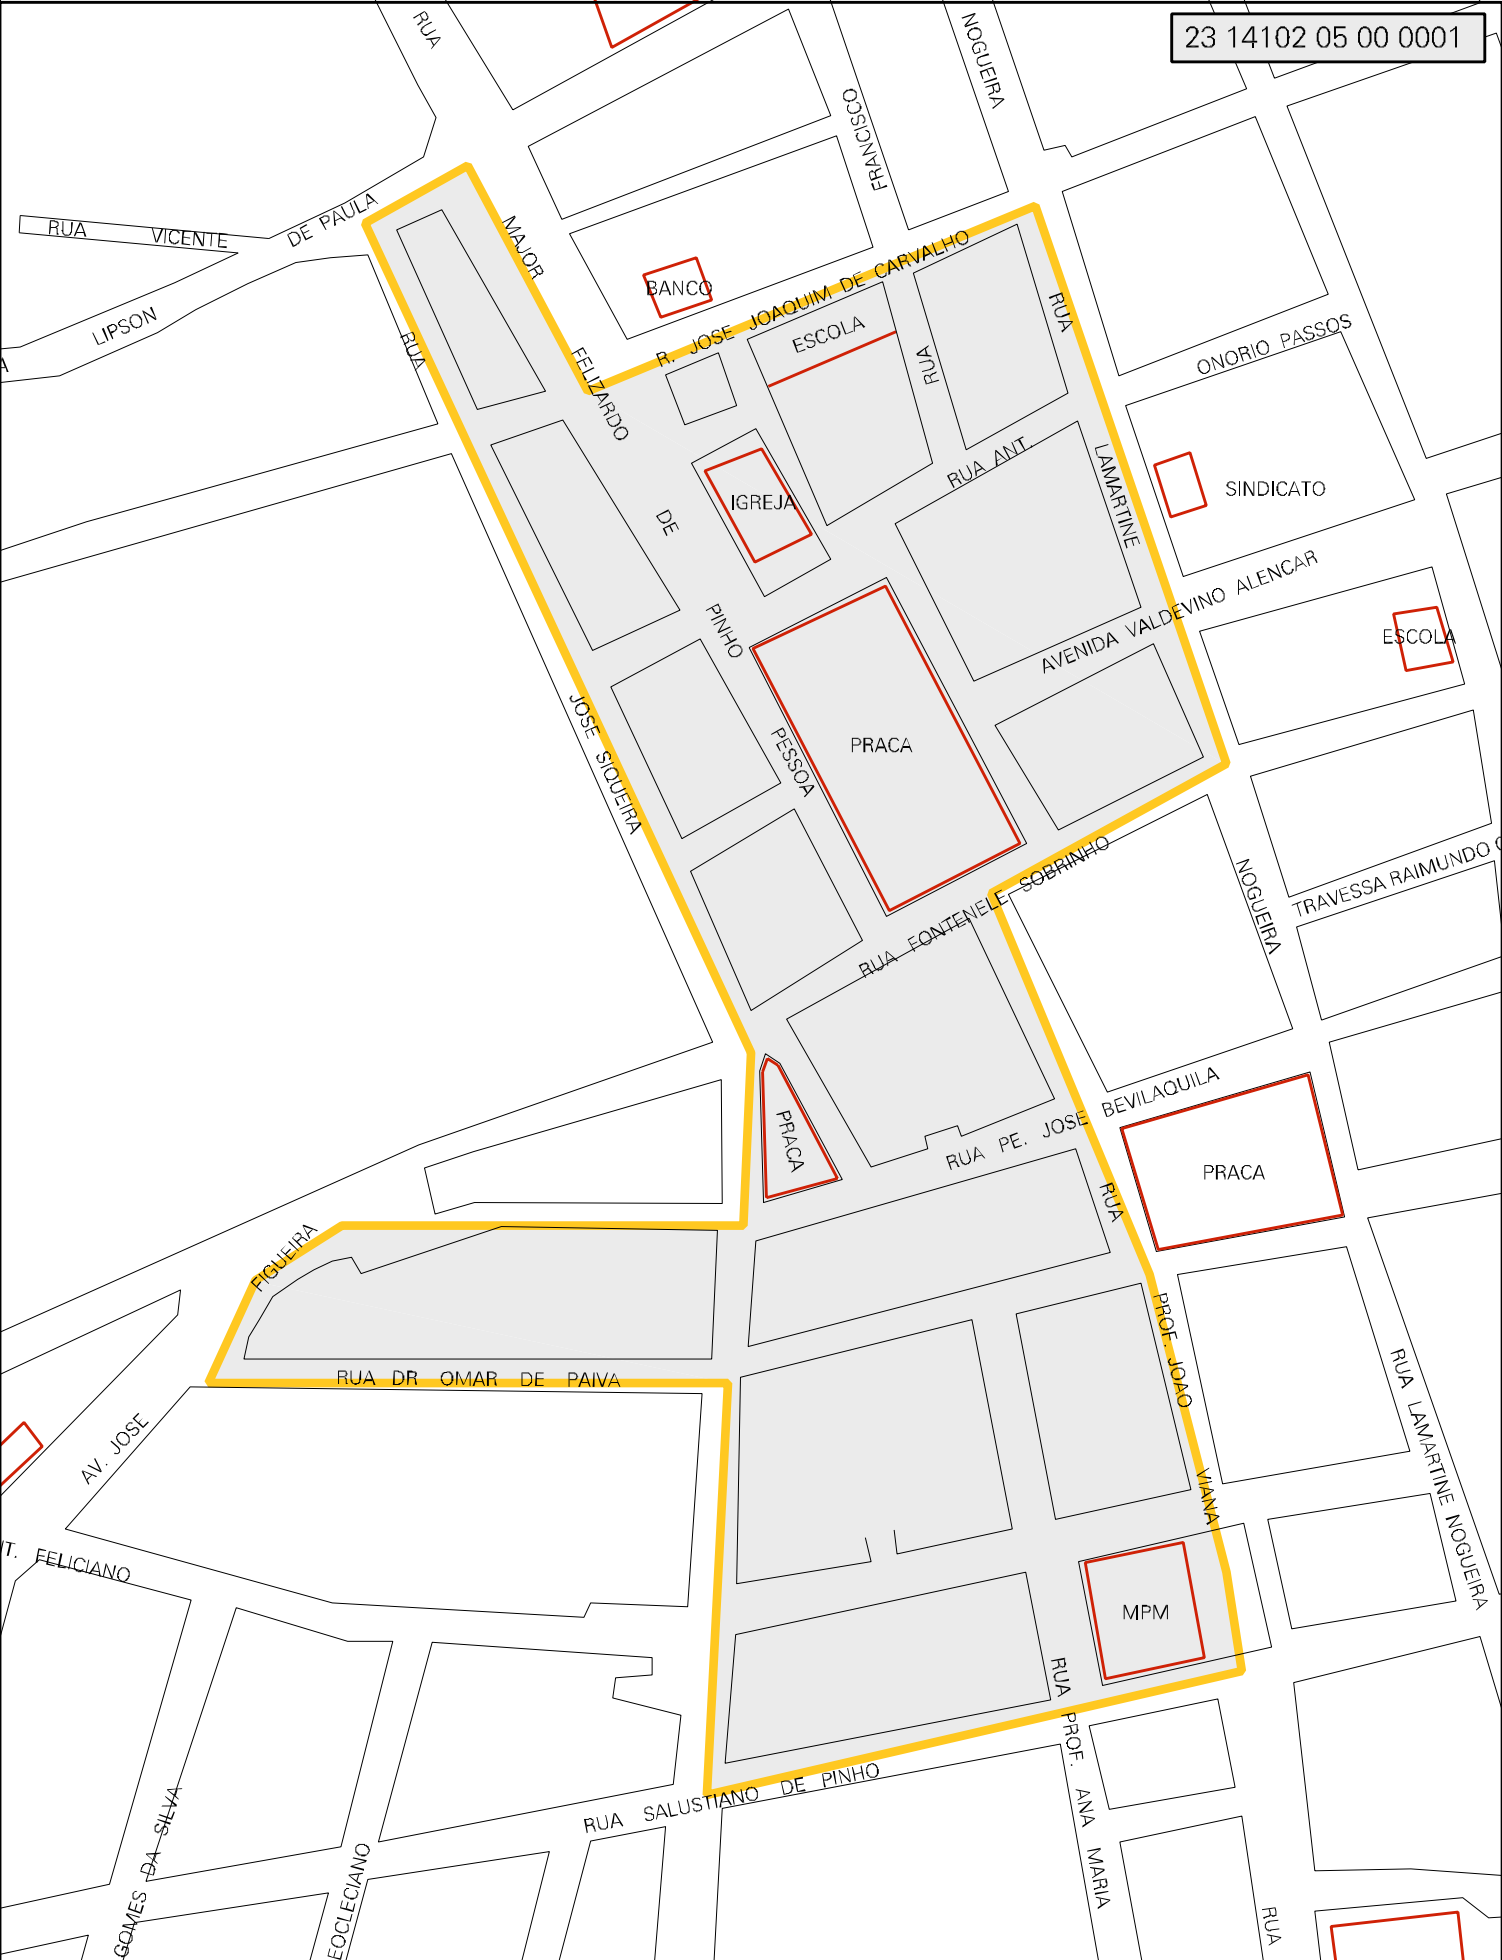 23 14102 05 00 0001
RUA
NOGUEIRA
FRANCISCO
RUA VICENTE DE PAULA
MAJOR
LIPSON
RUA
BANCO
R. JOSE JOAQUIM DE CARVALHO
ESCOLA
RUA
RUA
ONORIO PASSOS
FELIZARDO
RUA ANT.
LAMARTINE
IGREJA
SINDICATO
DE
AVENIDA VALDEVINO ALENCAR
ESCOLA
PINHO
PRACA
JOSE SIQUEIRA
PESSOA
RUA FONTENELE SOBRINHO
NOGUEIRA
TRAVESSA RAIMUNDO
RUA PE. JOSE BEVILAQUILA
PRACA
PRACA
RUA
FIGUEIRA
PROF. JOAO
RUA DR OMAR DE PAIVA
RUA LAMARTINE NOGUEIRA
AV. JOSE
VIANA
T. FELICIANO
MPM
RUA PROF. ANA MARIA
RUA SALUSTIANO DE PINHO
GOMES DA SILVA
EOCLECIANO
RUA